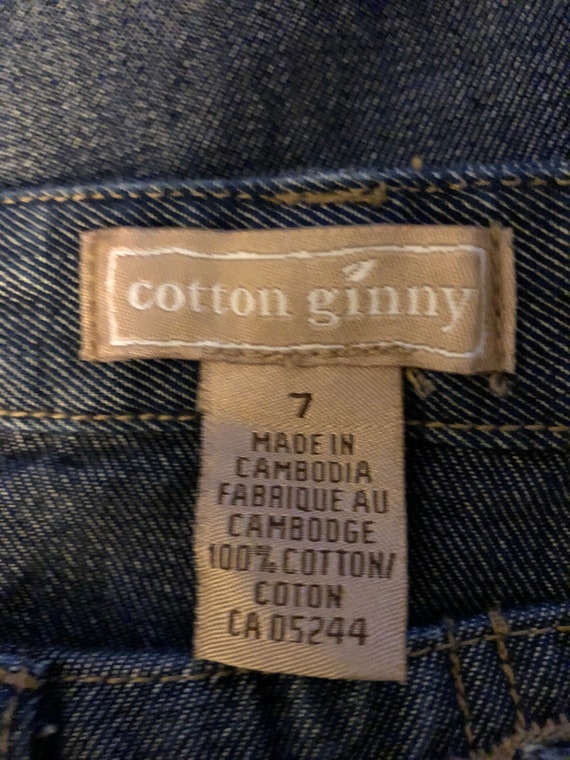 cotton ginny
7
MADE IN
CAMBODIA
FABRIQUE AU
CAMBODGE
100% COTTON/
COTON
CA 05244